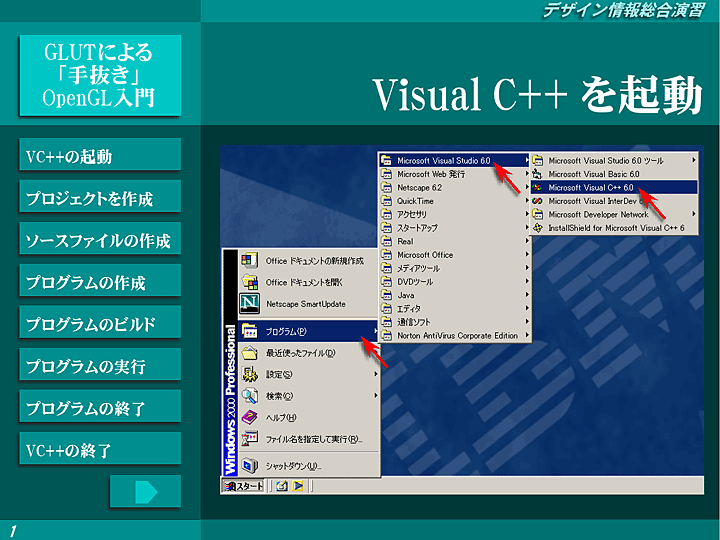 デザイン情報総合演習
GLUTによる
「手抜き」
OpenGL入門
Visual C++ を起動
VC++の起動
プロジェクトを作成
ソースファイルの作成
プログラムの作成
プログラムのビルド
プログラムの実行
プログラムの終了
VC++の終了
Microsoft Visual Studio 6.0
Microsoft Web 発行
Netscape 6.2
QuickTime
アクセサリ
スタートアップ
Real
Microsoft Office
メディアツール
DVDツール
Java
エディタ
通信ソフト
Norton AntiVirus Corporate Edition
Microsoft Visual Studio 6.0 ツール
Microsoft Visual Basic 6.0
Microsoft Visual C++ 6.0
Microsoft Visual InterDev 6
Microsoft Developer Network
InstallShield for Microsoft Visual C++ 6
Office ドキュメントの新規作成
Office ドキュメントを開く
Netscape SmartUpdate
プログラム(P)
最近使ったファイル(D)
設定(S)
検索(C)
ヘルプ(H)
ファイル名を指定して実行(R)...
シャットダウン(U)...
Windows 2000 Professional
スタート
IBM
1